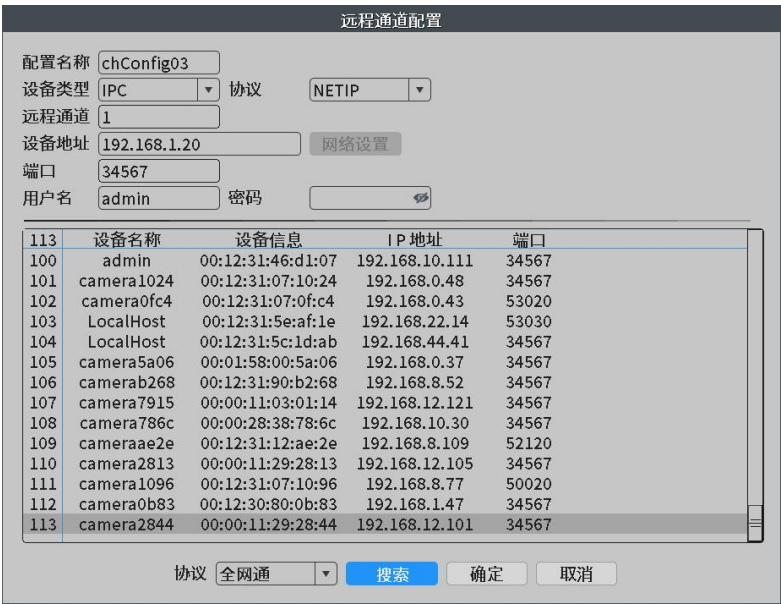 远程通道配置
配置名称 chConfig03
设备类型 IPC 协议 NETIP
远程通道 1
设备地址 192.168.1.20 网络设置
端口 34567
用户名 admin 密码
113 设备名称 设备信息 IP地址 端口
100 admin 00:12:31:46:d1:07 192.168.10.111 34567
101 camera1024 00:12:31:07:10:24 192.168.0.48 34567
102 camera0fc4 00:12:31:07:0f:c4 192.168.0.43 53020
103 LocalHost 00:12:31:5e:af:1e 192.168.22.14 53030
104 LocalHost 00:12:31:5c:1d:ab 192.168.44.41 34567
105 camera5a06 00:01:58:00:5a:06 192.168.0.37 34567
106 camerab268 00:12:31:90:b2:68 192.168.8.52 34567
107 camera7915 00:00:11:03:01:14 192.168.12.121 34567
108 camera786c 00:00:28:38:78:6c 192.168.10.30 34567
109 cameraae2e 00:12:31:12:ae:2e 192.168.8.109 52120
110 camera2813 00:00:11:29:28:13 192.168.12.105 34567
111 camera1096 00:12:31:07:10:96 192.168.8.77 50020
112 camera0b83 00:12:30:80:0b:83 192.168.1.47 34567
113 camera2844 00:00:11:29:28:44 192.168.12.101 34567
协议 全网通 搜索 确定 取消